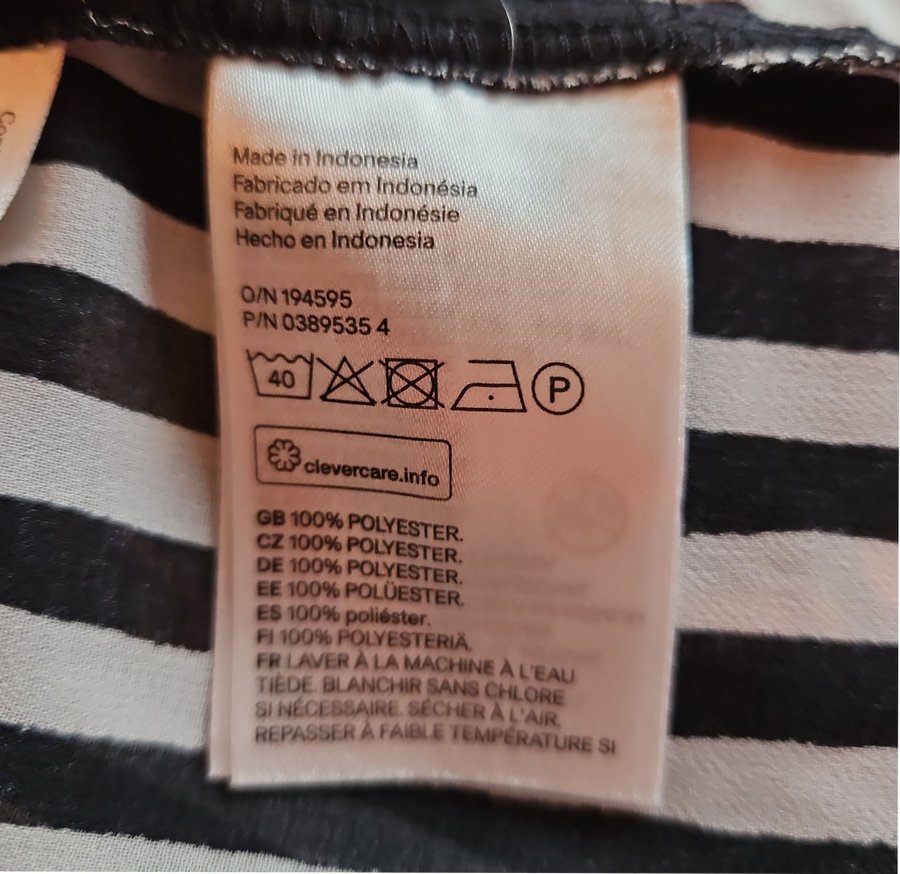 Made in Indonesia
Fabricado em Indonésia
Fabriqué en Indonésie
Hecho en Indonesia
O/N 194595
P/N 0389535 4
40 P
clevercare.info
GB 100% POLYESTER.
CZ 100% POLYESTER.
DE 100% POLYESTER.
EE 100% POLÜESTER.
ES 100% poliéster.
FI 100% POLYESTERIÄ.
FR LAVER À LA MACHINE À L'EAU
TIÈDE. BLANCHIR SANS CHLORE
SI NÉCESSAIRE. SÉCHER À L'AIR.
REPASSER À FAIBLE TEMPÉRATURE SI